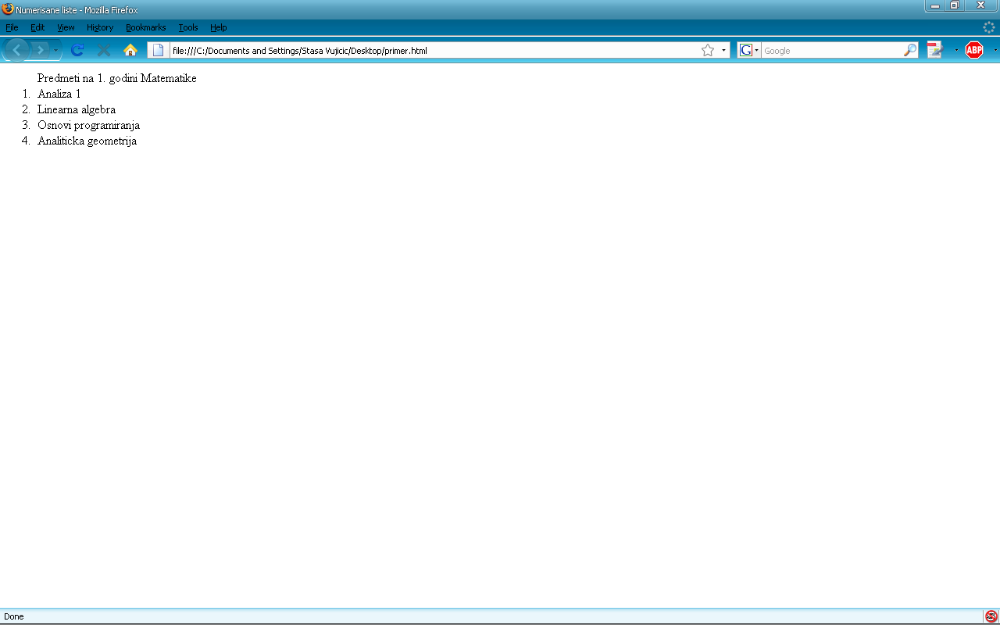 Numerisane liste - Mozilla Firefox
File Edit View History Bookmarks Tools Help
file:///C:/Documents and Settings/Stasa Vujicic/Desktop/primer.html G Google ABP
Predmeti na 1. godini Matematike
1. Analiza 1
2. Linearna algebra
3. Osnovi programiranja
4. Analiticka geometrija
Done